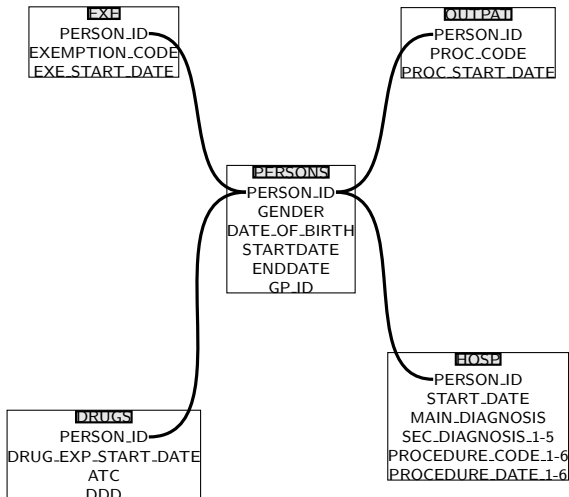 EXE
PERSON_ID
EXEMPTION_CODE
EXE_START_DATE
OUTPAT
PERSON_ID
PROC_CODE
PROC_START_DATE
PERSONS
PERSON_ID
GENDER
DATE_OF_BIRTH
STARTDATE
ENDDATE
GP_ID
HOSP
PERSON_ID
START_DATE
MAIN_DIAGNOSIS
SEC_DIAGNOSIS_1-5
PROCEDURE_CODE_1-6
PROCEDURE_DATE_1-6
DRUGS
PERSON_ID
DRUG_EXP_START_DATE
ATC
DDD